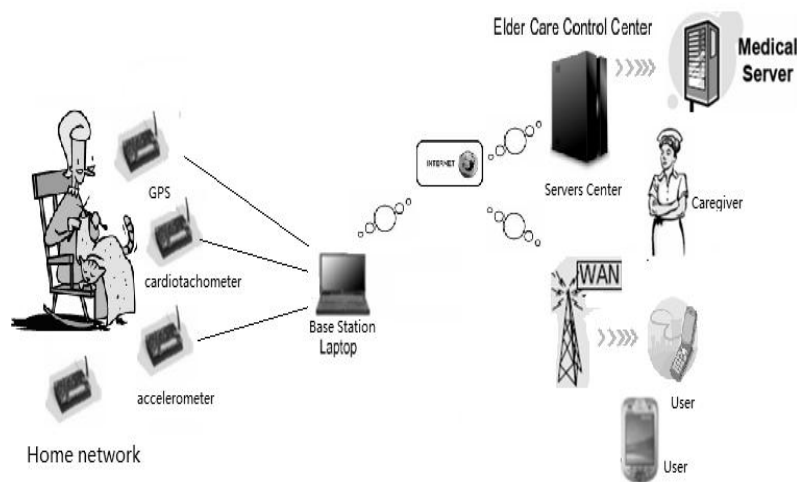 Elder Care Control Center
Medical
Server
INTERNET
GPS
Servers Center
Caregiver
cardiotachometer
WAN
Base Station
Laptop
accelerometer
User
Home network
User